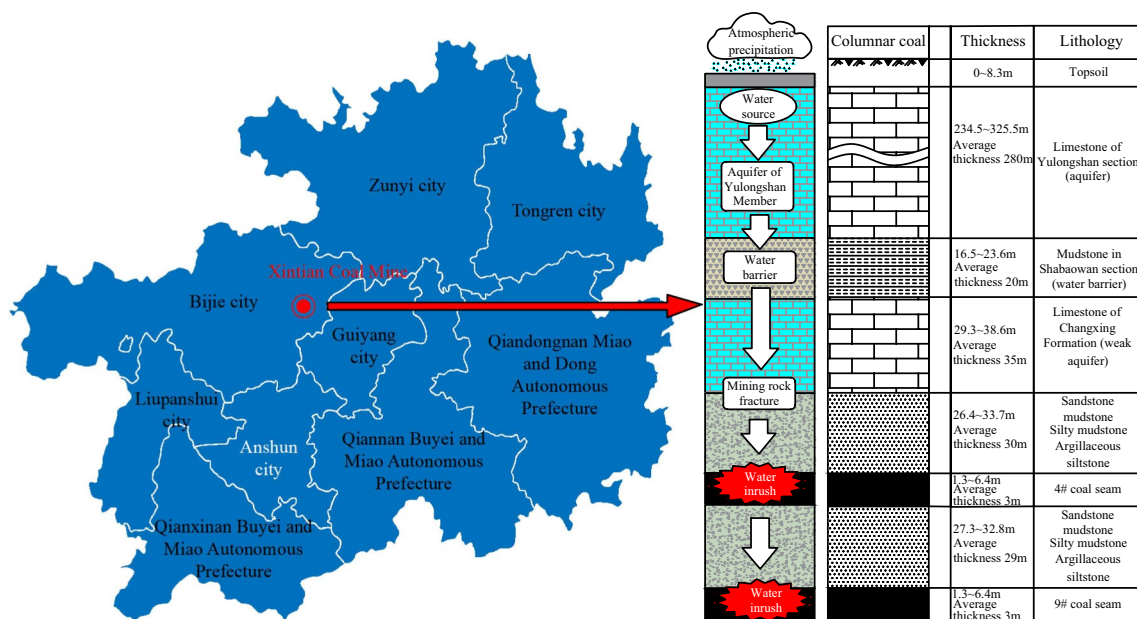 Zunyi city
Tongren city
Xintian Coal Mine
Bijie city
Guiyang
city
Qiandongnan Miao
and Dong
Autonomous
Prefecture
Liupanshui
city
Anshun
city
Qiannan Buyei and
Miao Autonomous
Prefecture
Qianxinan Buyei and
Miao Autonomous
Prefecture
Atmospheric
precipitation
Water
source
Aquifer of
Yulongshan
Member
Water
barrier
Mining rock
fracture
Water
inrush
Water
inrush
Columnar coal
Thickness
Lithology
0~8.3m
Topsoil
234.5~325.5m
Average
thickness 280m
Limestone of
Yulongshan section
(aquifer)
16.5~23.6m
Average
thickness 20m
Mudstone in
Shabaowan section
(water barrier)
29.3~38.6m
Average
thickness 35m
Limestone of
Changxing
Formation (weak
aquifer)
26.4~33.7m
Average
thickness 30m
Sandstone
mudstone
Silty mudstone
Argillaceous
siltstone
1.3~6.4m
Average
thickness 3m
4# coal seam
27.3~32.8m
Average
thickness 29m
Sandstone
mudstone
Silty mudstone
Argillaceous
siltstone
1.3~6.4m
Average
thickness 3m
9# coal seam